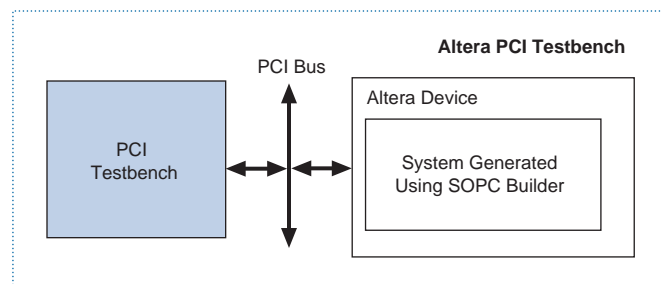 Altera PCI Testbench
PCI Bus
Altera Device
PCI
Testbench
System Generated
Using SOPC Builder